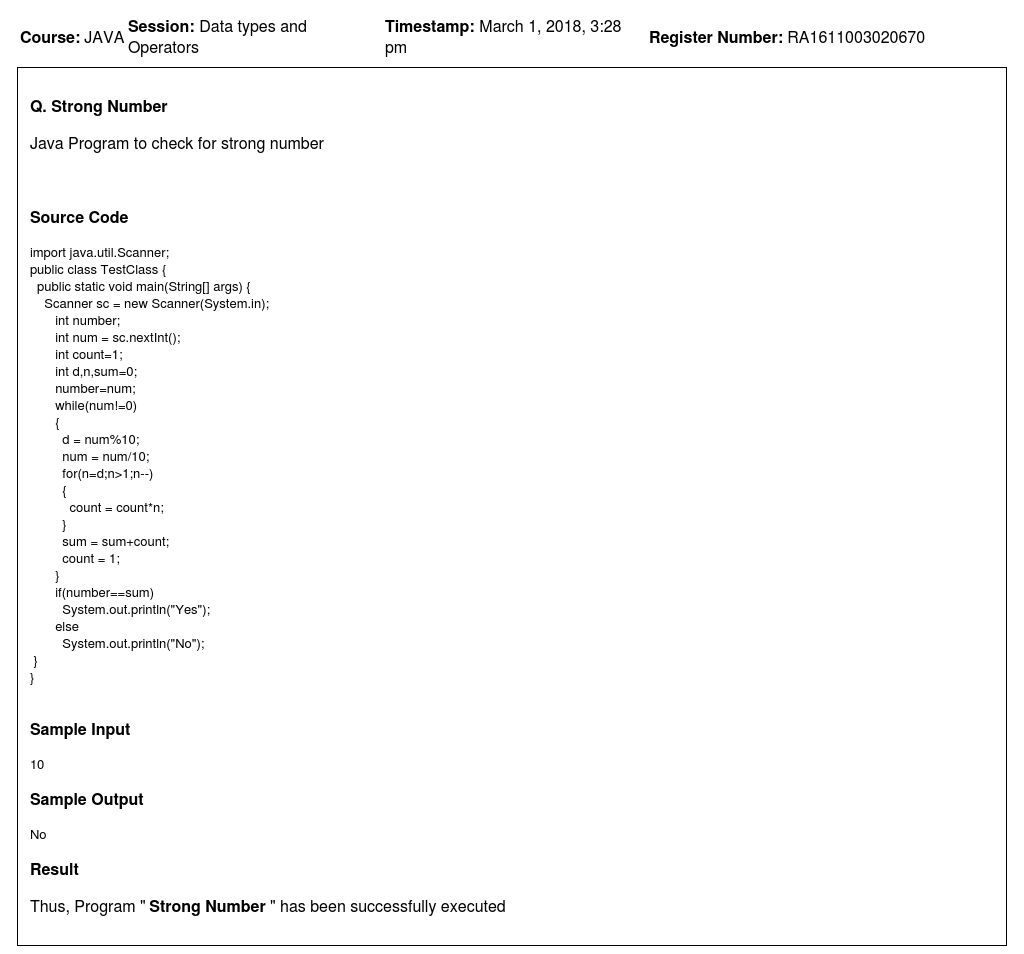 Course: JAVA Session: Data types and Operators Timestamp: March 1, 2018, 3:28 pm Register Number: RA1611003020670
Q. Strong Number
Java Program to check for strong number
Source Code
import java.util.Scanner;
public class TestClass {
  public static void main(String[] args) {
    Scanner sc = new Scanner(System.in);
       int number;
       int num = sc.nextInt();
       int count=1;
       int d,n,sum=0;
       number=num;
       while(num!=0)
       {
         d = num%10;
         num = num/10;
         for(n=d;n>1;n--)
         {
           count = count*n;
         }
         sum = sum+count;
         count = 1;
       }
       if(number==sum)
         System.out.println("Yes");
       else
         System.out.println("No");
 }
}
Sample Input
10
Sample Output
No
Result
Thus, Program " Strong Number " has been successfully executed